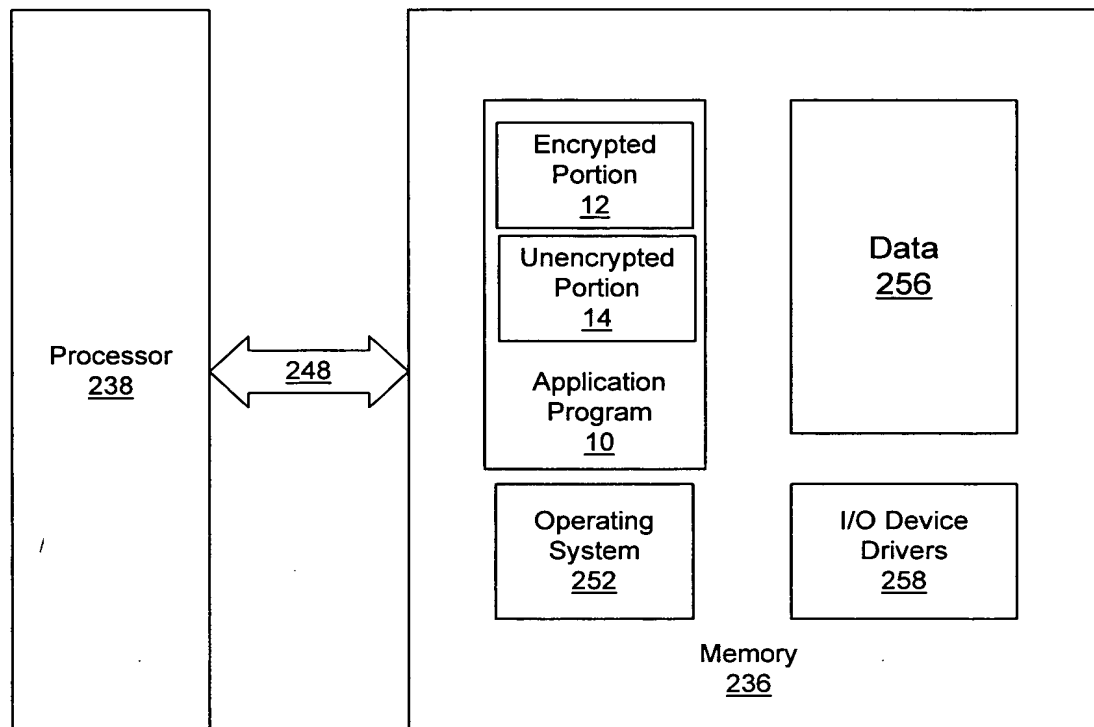 Processor
238
248
Encrypted
Portion
12
Unencrypted
Portion
14
Application
Program
10
Data
256
Operating
System
252
I/O Device
Drivers
258
Memory
236